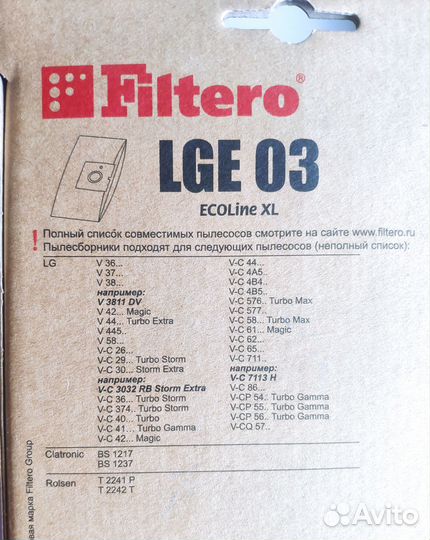 Filtero®
LGE 03
ECOLine XL
! Полный список совместимых пылесосов смотрите на сайте www.filtero.ru
Пылесборники подходят для следующих пылесосов (неполный список):
LG
V 36...
V 37...
V 38...
например:
V 3811 DV
V 42... Magic
V 44... Turbo Extra
V 445..
V 58...
V-C 26...
V-C 29... Turbo Storm
V-C 30... Storm Extra
например:
V-C 3032 RB Storm Extra
V-C 36... Turbo Storm
V-C 374.. Turbo Storm
V-C 40... Turbo
V-C 41... Turbo Gamma
V-C 42... Magic
V-C 44...
V-C 4A5..
V-C 4B4..
V-C 4B5..
V-C 576.. Turbo Max
V-C 577..
V-C 58... Turbo Max
V-C 61... Magic
V-C 62...
V-C 65...
V-C 711..
например:
V-C 7113 H
V-C 86...
V-CP 54.. Turbo Gamma
V-CP 55.. Turbo Gamma
V-CP 56.. Turbo Gamma
V-CQ 57..
Clatronic
BS 1217
BS 1237
Rolsen
T 2241 P
T 2242 T
марка Filtero Group
Avito